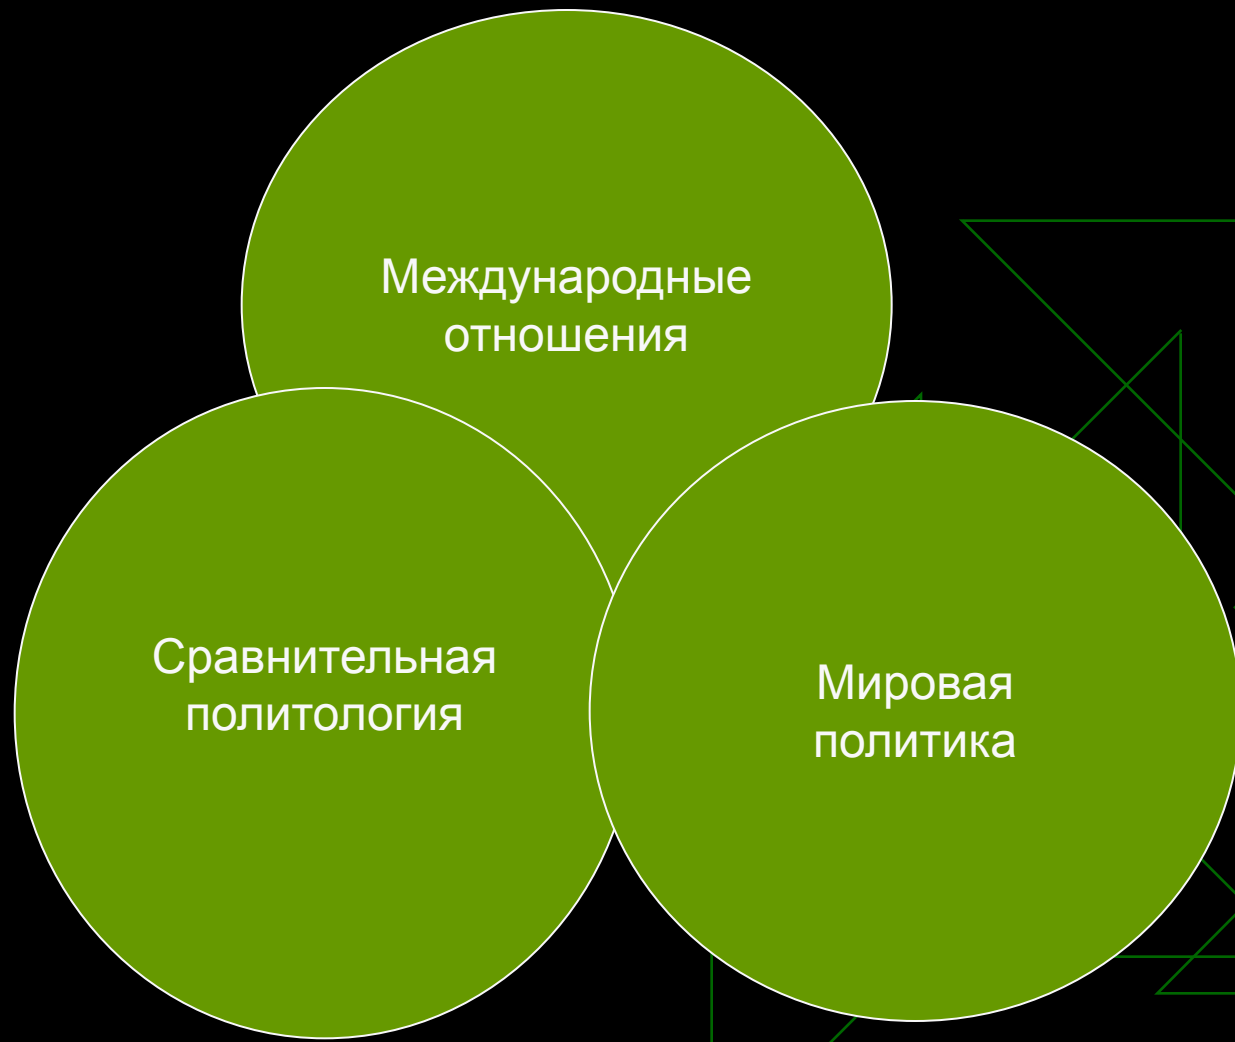 Международные
отношения
Сравнительная
политология
Мировая
политика